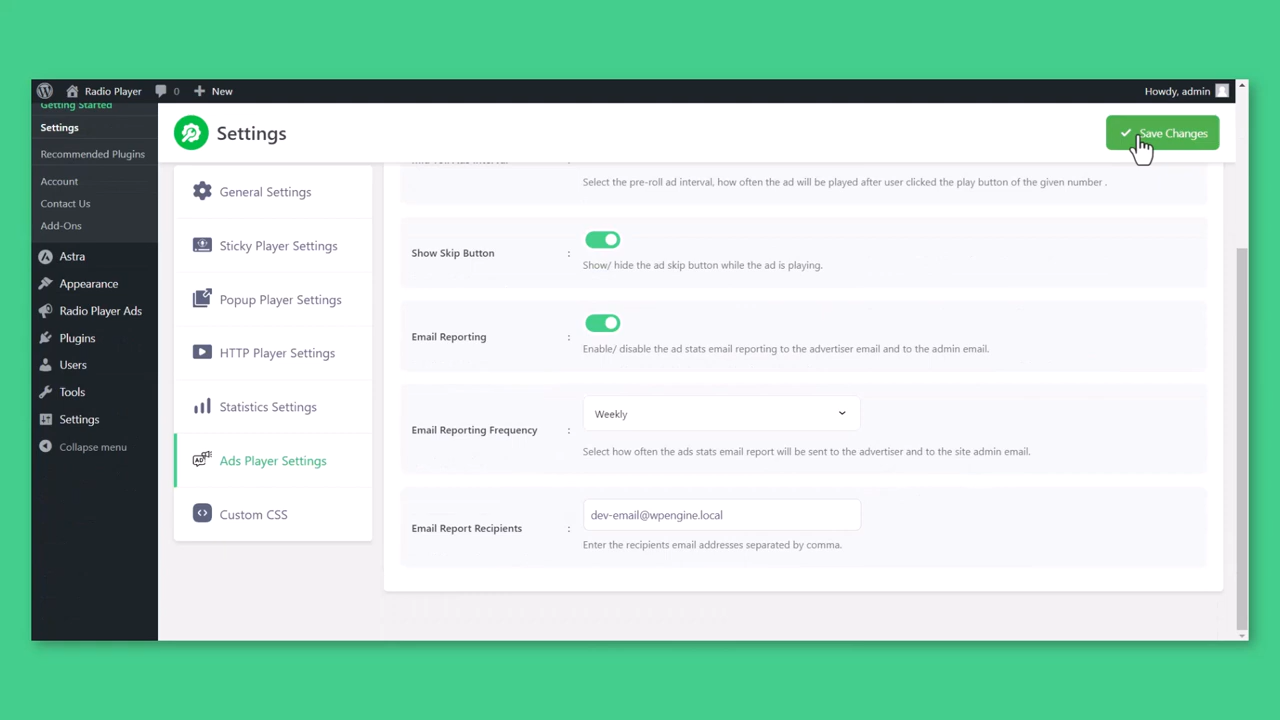 Radio Player
0
New
Howdy, admin
Getting Started
Settings
Recommended Plugins
Account
Contact Us
Add-Ons
Astra
Appearance
Radio Player Ads
Plugins
Users
Tools
Settings
Collapse menu
Settings
Save Changes
General Settings
Sticky Player Settings
Popup Player Settings
HTTP Player Settings
Statistics Settings
AD
Ads Player Settings
Custom CSS
Select the pre-roll ad interval, how often the ad will be played after user clicked the play button of the given number .
Show Skip Button :
Show/ hide the ad skip button while the ad is playing.
Email Reporting :
Enable/ disable the ad stats email reporting to the advertiser email and to the admin email.
Email Reporting Frequency :
Weekly
Select how often the ads stats email report will be sent to the advertiser and to the site admin email.
Email Report Recipients :
dev-email@wpengine.local
Enter the recipients email addresses separated by comma.